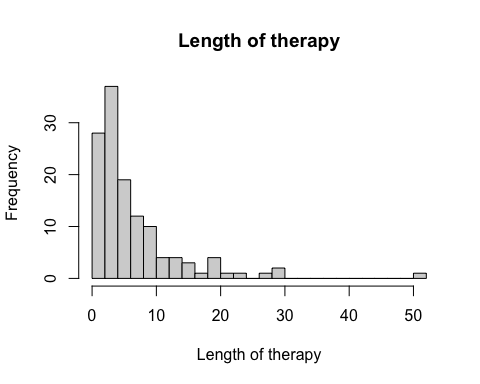 Length of therapy
Frequency
30
20
10
0
0 10 20 30 40 50
Length of therapy